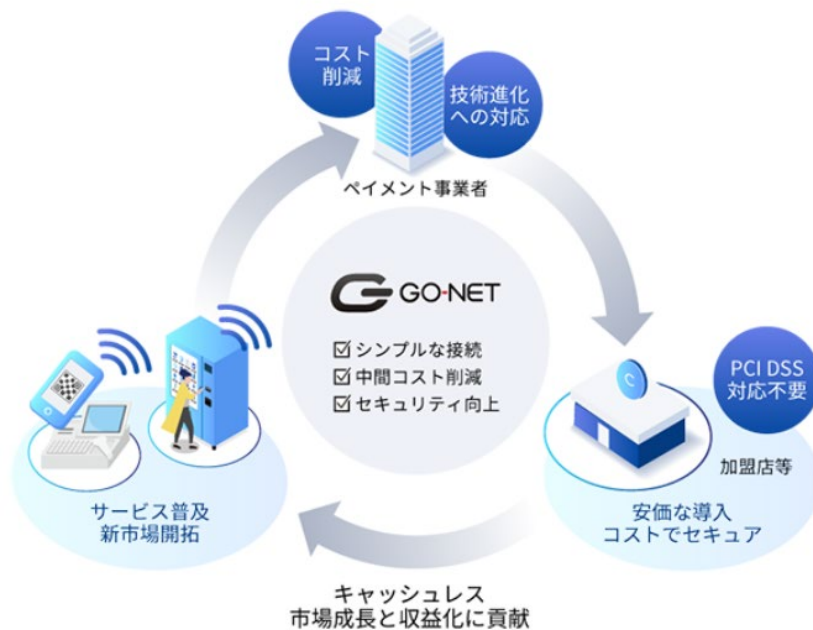 コスト
削減
技術進化
への対応
ペイメント事業者
GO-NET
シンプルな接続
中間コスト削減
セキュリティ向上
PCI DSS
対応不要
加盟店等
サービス普及
新市場開拓
安価な導入
コストでセキュア
キャッシュレス
市場成長と収益化に貢献